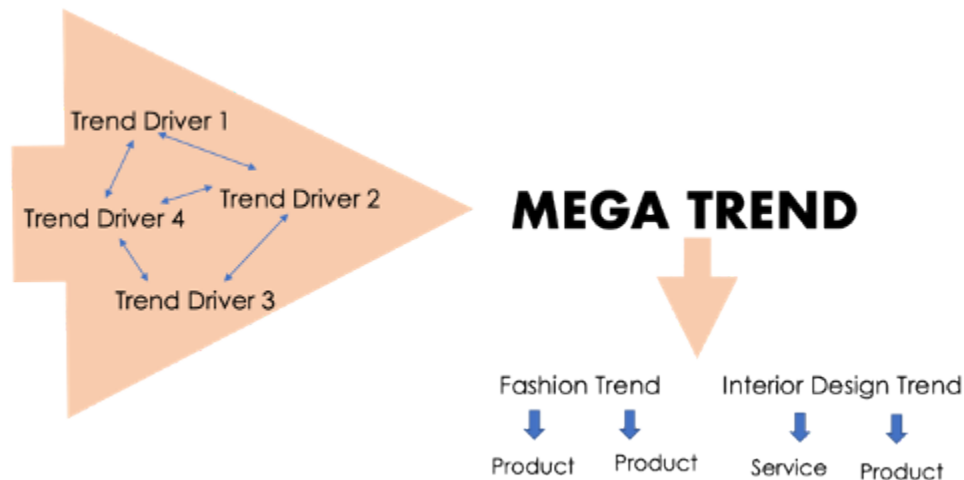 Trend Driver 1
Trend Driver 2
Trend Driver 4
Trend Driver 3
MEGA TREND
Fashion Trend
Interior Design Trend
Product
Product
Service
Product